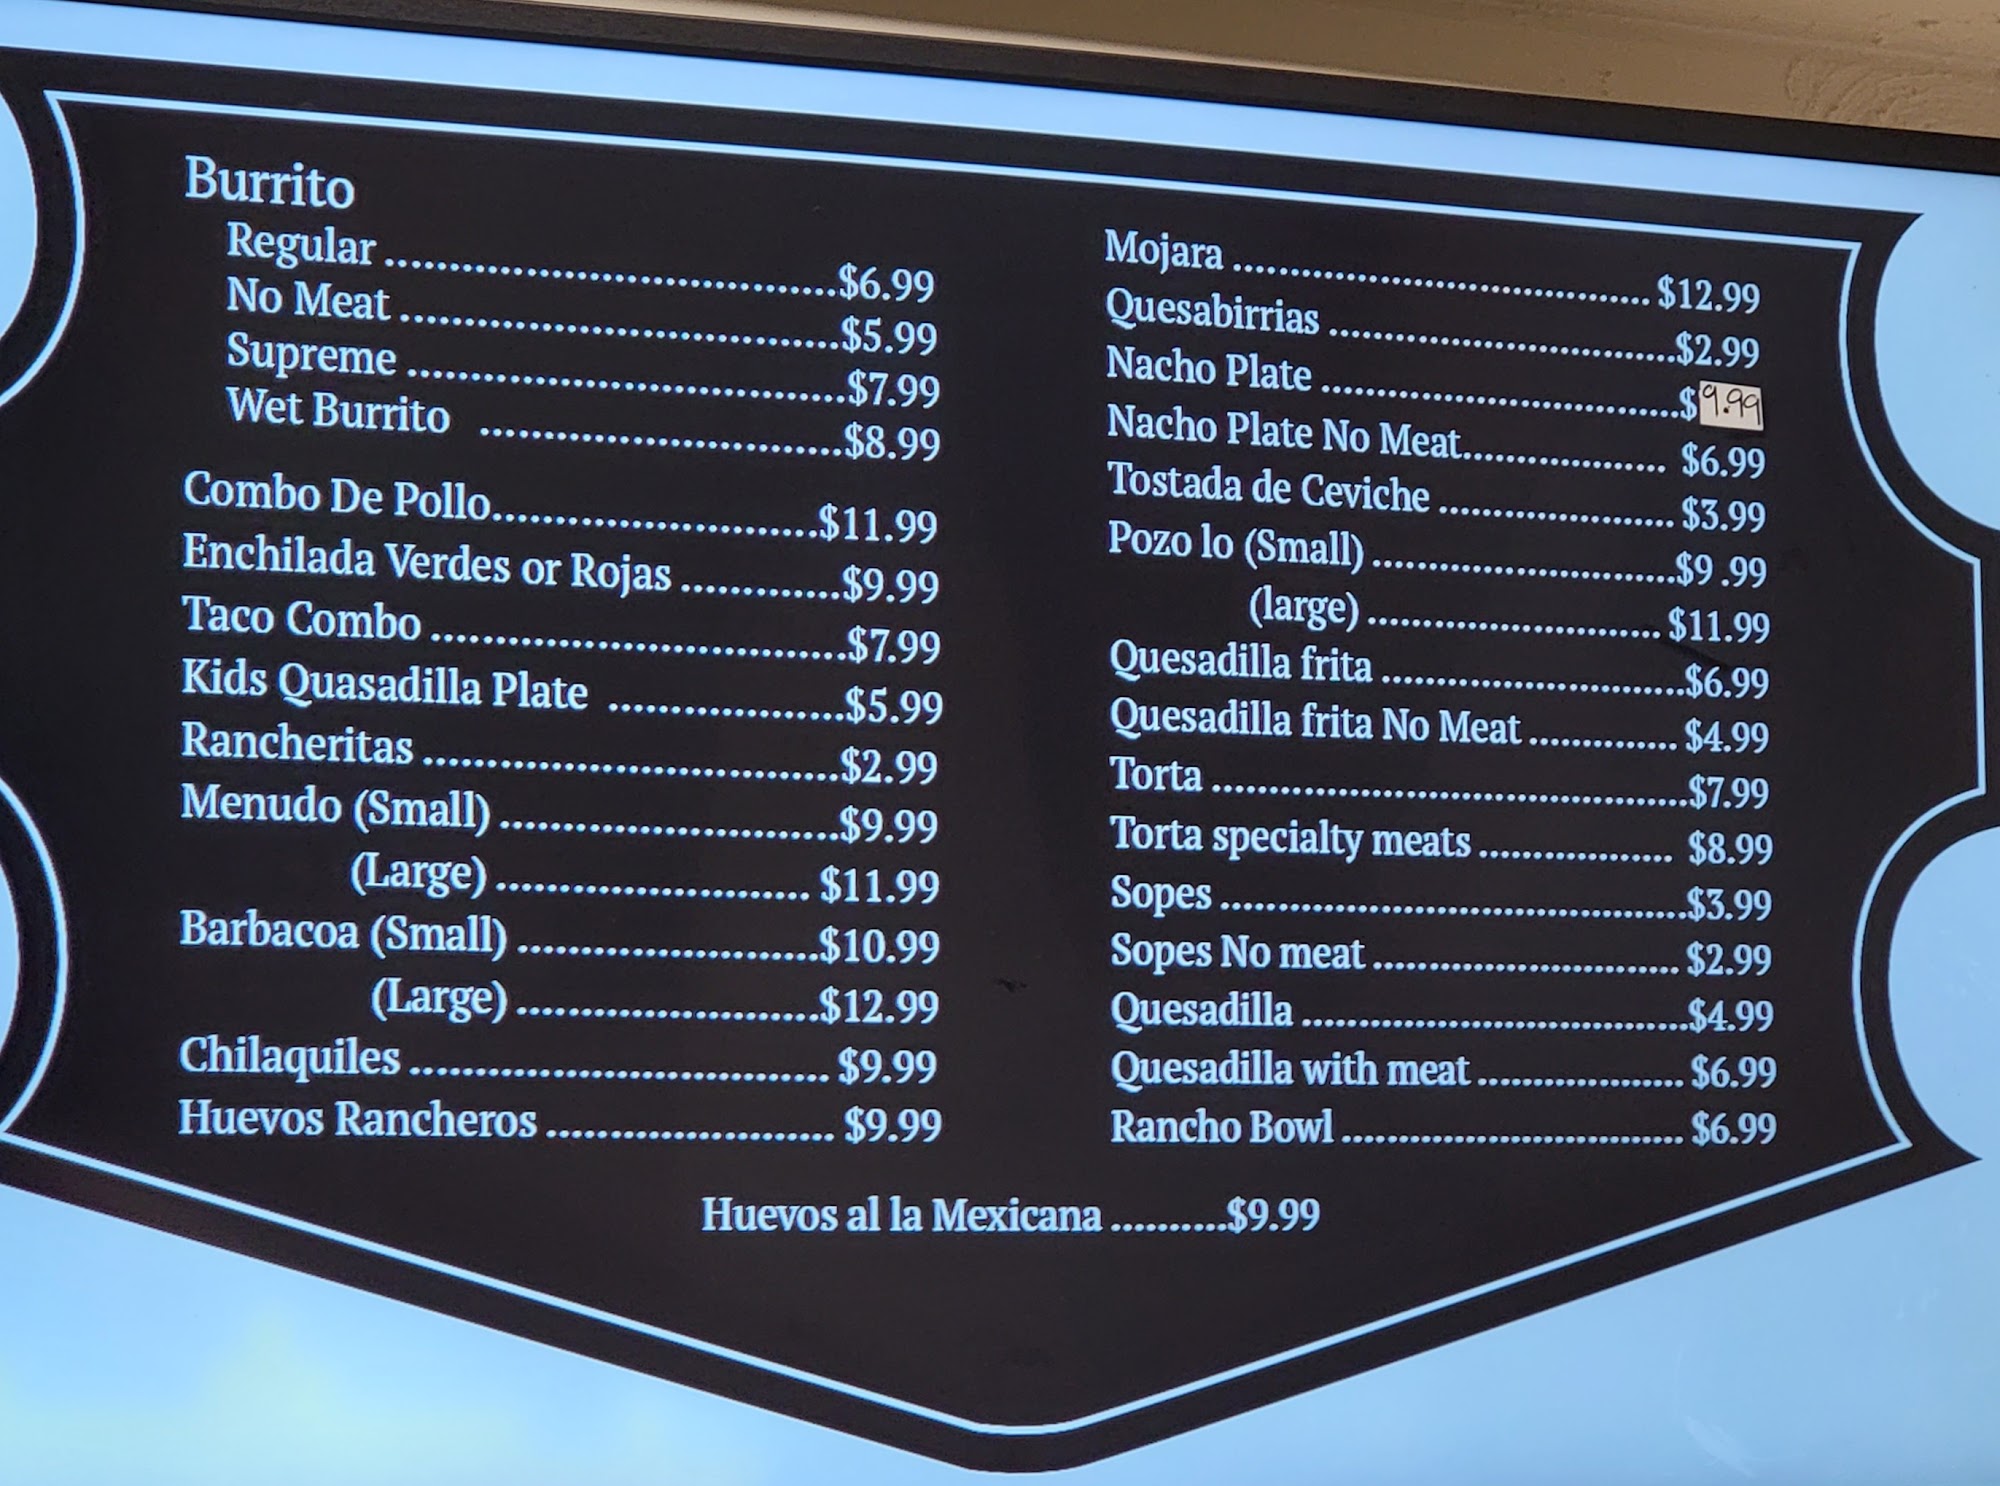 Burrito
Regular ........................................$6.99
No Meat ........................................$5.99
Supreme ........................................$7.99
Wet Burrito ..................................$8.99
Combo De Pollo..............................$11.99
Enchilada Verdes or Rojas .............$9.99
Taco Combo .......................................$7.99
Kids Quasadilla Plate ......................$5.99
Rancheritas .......................................$2.99
Menudo (Small) ................................$9.99
(Large) ............................. $11.99
Barbacoa (Small) ............................$10.99
(Large) ............................$12.99
Chilaquiles ....................................... $9.99
Huevos Rancheros ........................... $9.99
Mojara ......................................... $12.99
Quesabirrias ...................................$2.99
Nacho Plate .....................................$9.99
Nacho Plate No Meat..................... $6.99
Tostada de Ceviche ........................ $3.99
Pozo lo (Small) ................................$9 .99
(large) ............................... $11.99
Quesadilla frita ................................$6.99
Quesadilla frita No Meat ................ $4.99
Torta ...................................................$7.99
Torta specialty meats .................... $8.99
Sopes ..................................................$3.99
Sopes No meat ................................. $2.99
Quesadilla .........................................$4.99
Quesadilla with meat ...................... $6.99
Rancho Bowl .................................... $6.99
Huevos al la Mexicana ..........$9.99